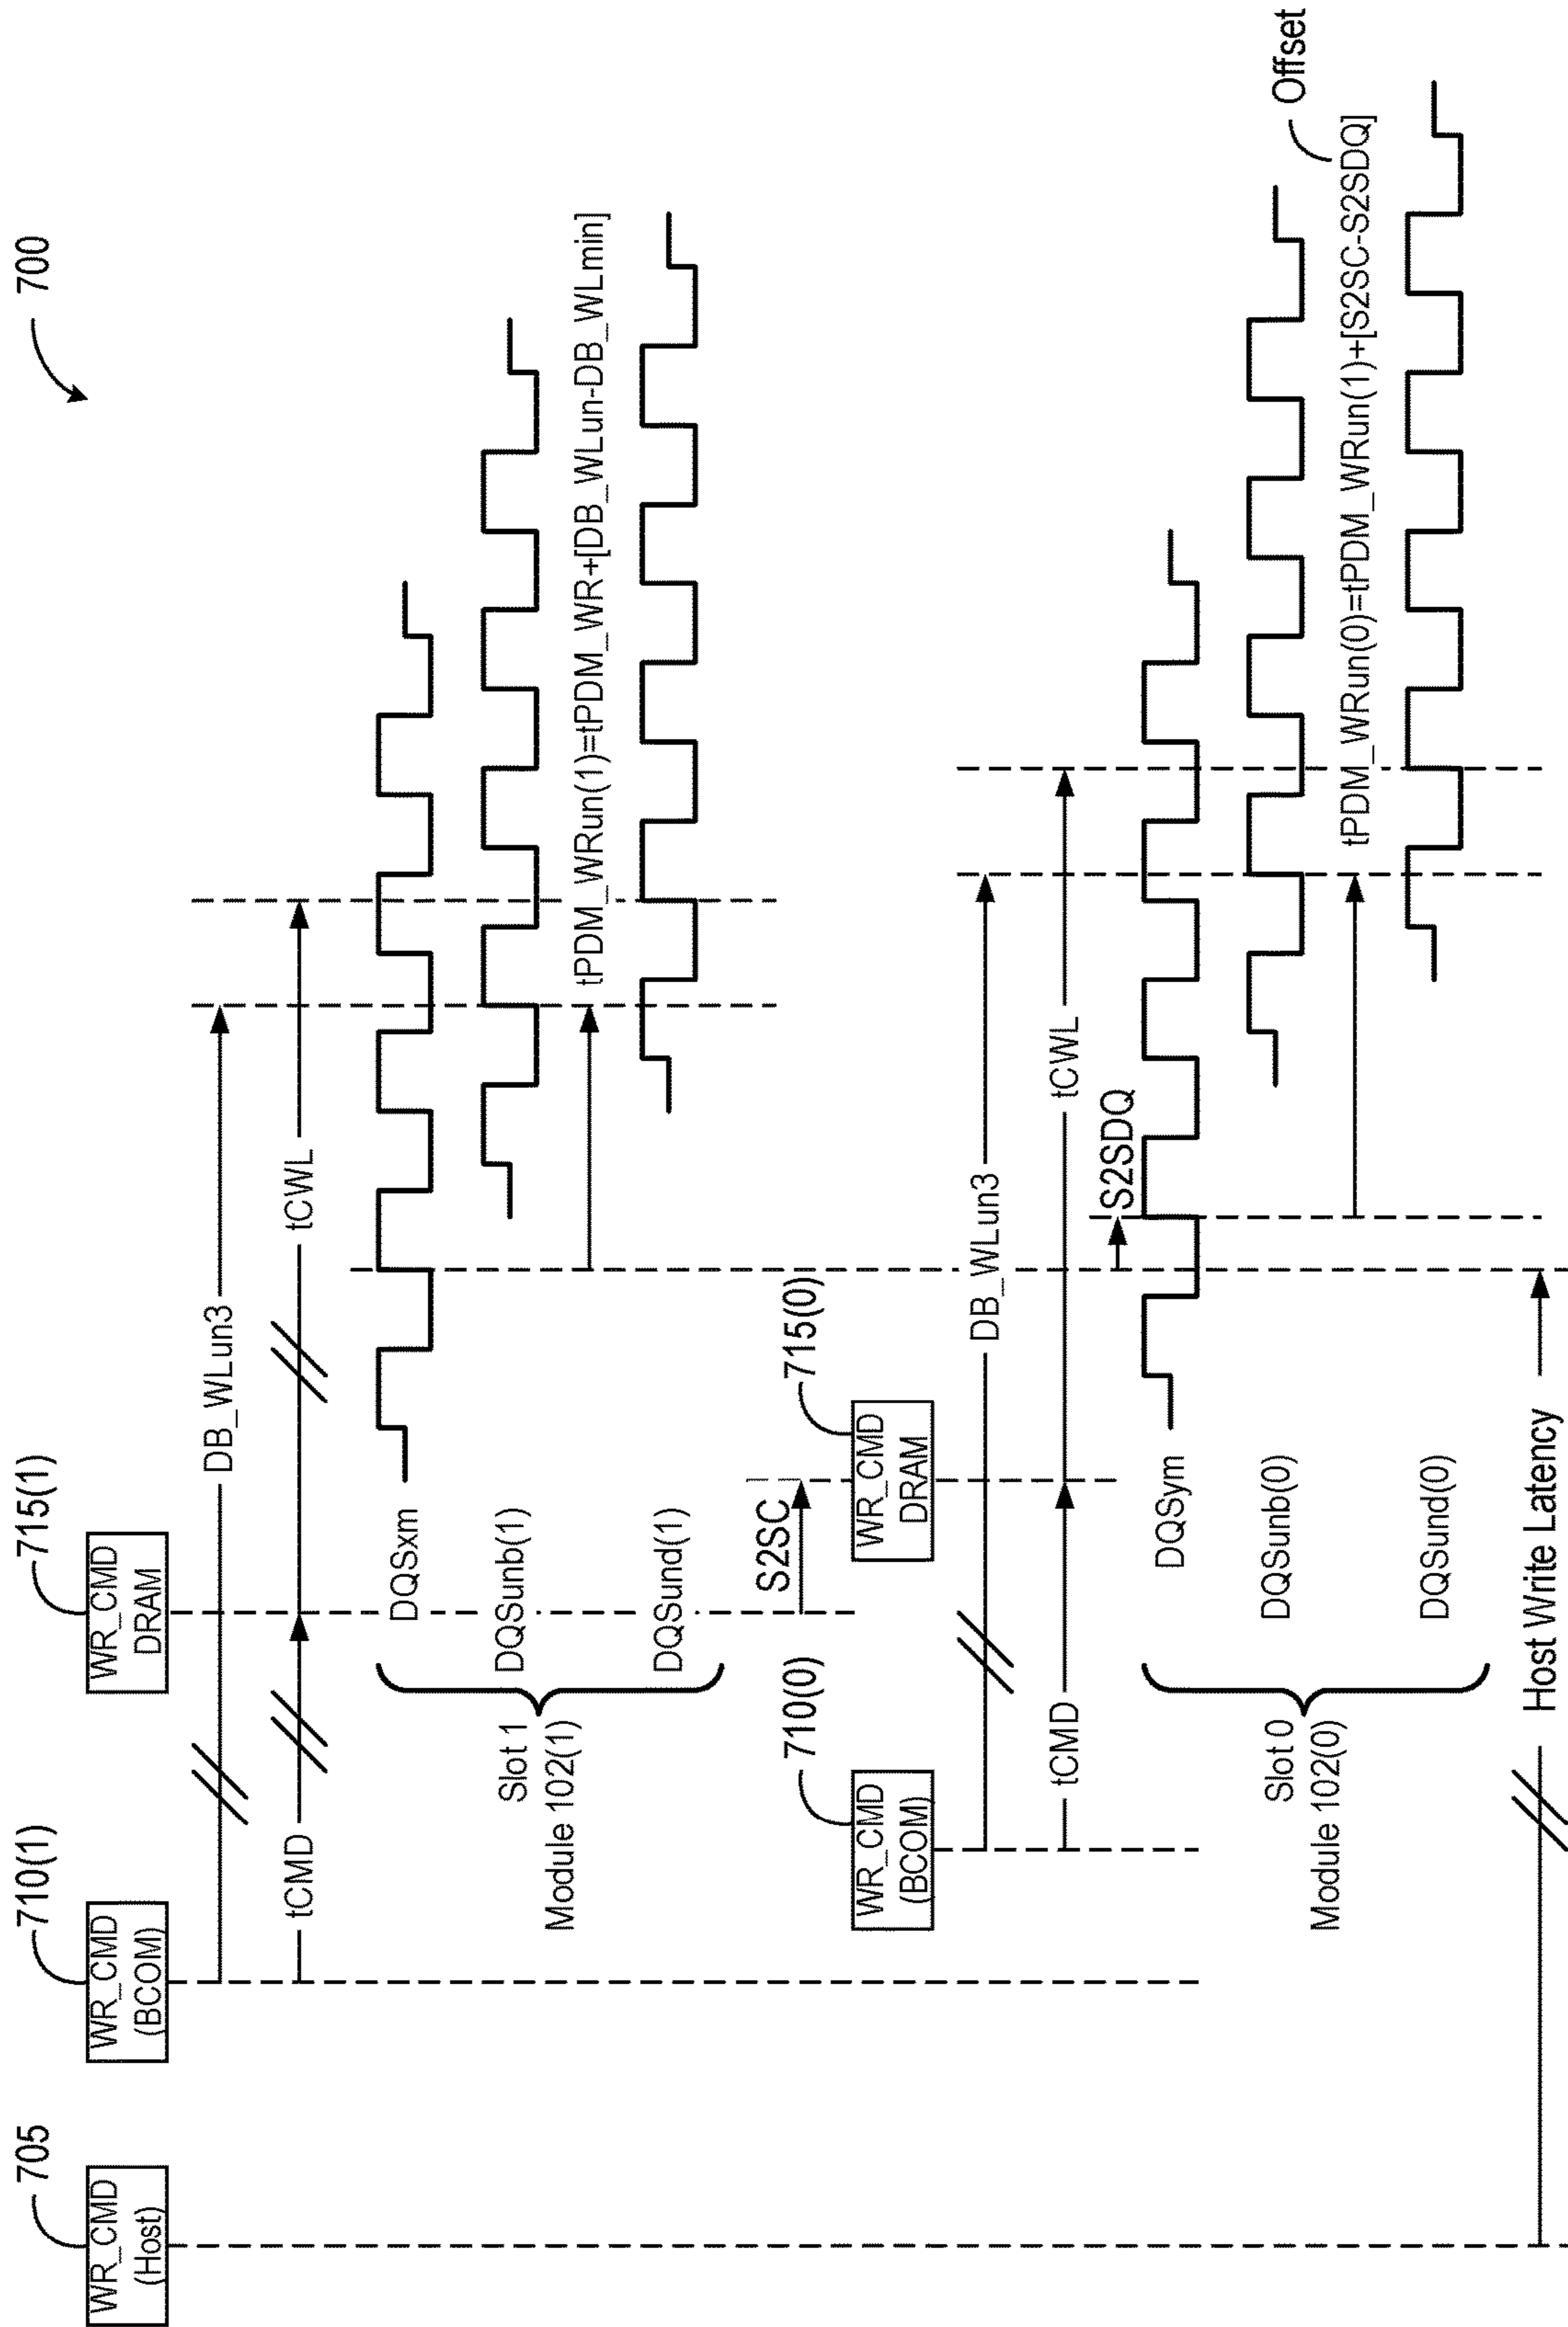 700
705
WR_CMD
(Host)
710(1)
WR_CMD
(BCOM)
715(1)
WR_CMD
DRAM
DB_WLun3
tCMD
tCWL
DQSxm
Slot 1
Module 102(1)
DQSunb(1)
tPDM_WRun(1)=tPDM_WR+[DB_WLun-DB_WLmin]
DQSund(1)
S2SC
710(0)
WR_CMD
(BCOM)
715(0)
WR_CMD
DRAM
DB_WLun3
tCMD
tCWL
S2SDQ
DQSym
Slot 0
Module 102(0)
DQSunb(0)
Offset
tPDM_WRun(0)=tPDM_WRun(1)+[S2SC-S2SDQ]
DQSund(0)
Host Write Latency